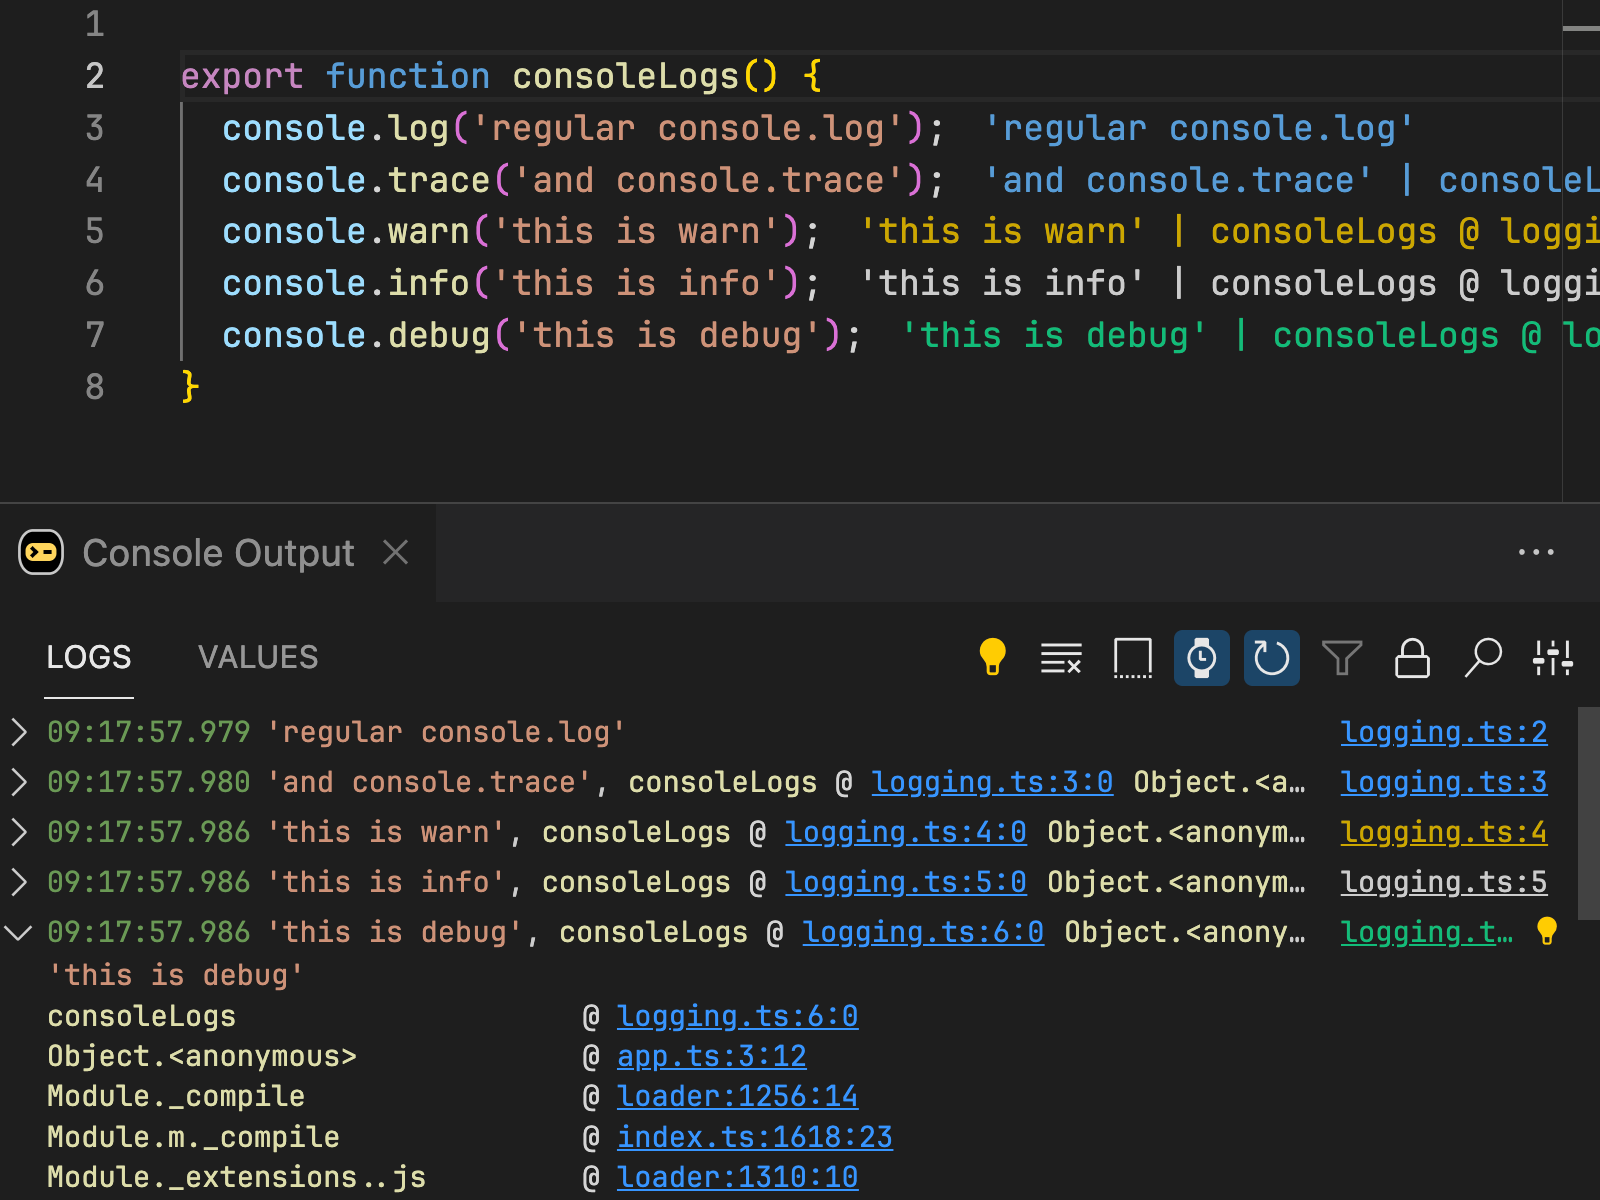 1
2 export function consoleLogs() {
3 console.log('regular console.log'); 'regular console.log'
4 console.trace('and console.trace'); 'and console.trace' | consoleL
5 console.warn('this is warn'); 'this is warn' | consoleLogs @ loggi
6 console.info('this is info'); 'this is info' | consoleLogs @ loggi
7 console.debug('this is debug'); 'this is debug' | consoleLogs @ lo
8 }
Console Output
LOGS VALUES
09:17:57.979 'regular console.log' logging.ts:2
09:17:57.980 'and console.trace', consoleLogs @ logging.ts:3:0 Object.<a… logging.ts:3
09:17:57.986 'this is warn', consoleLogs @ logging.ts:4:0 Object.<anonym… logging.ts:4
09:17:57.986 'this is info', consoleLogs @ logging.ts:5:0 Object.<anonym… logging.ts:5
09:17:57.986 'this is debug', consoleLogs @ logging.ts:6:0 Object.<anony… logging.t…
'this is debug'
consoleLogs @ logging.ts:6:0
Object.<anonymous> @ app.ts:3:12
Module._compile @ loader:1256:14
Module.m._compile @ index.ts:1618:23
Module._extensions..js @ loader:1310:10